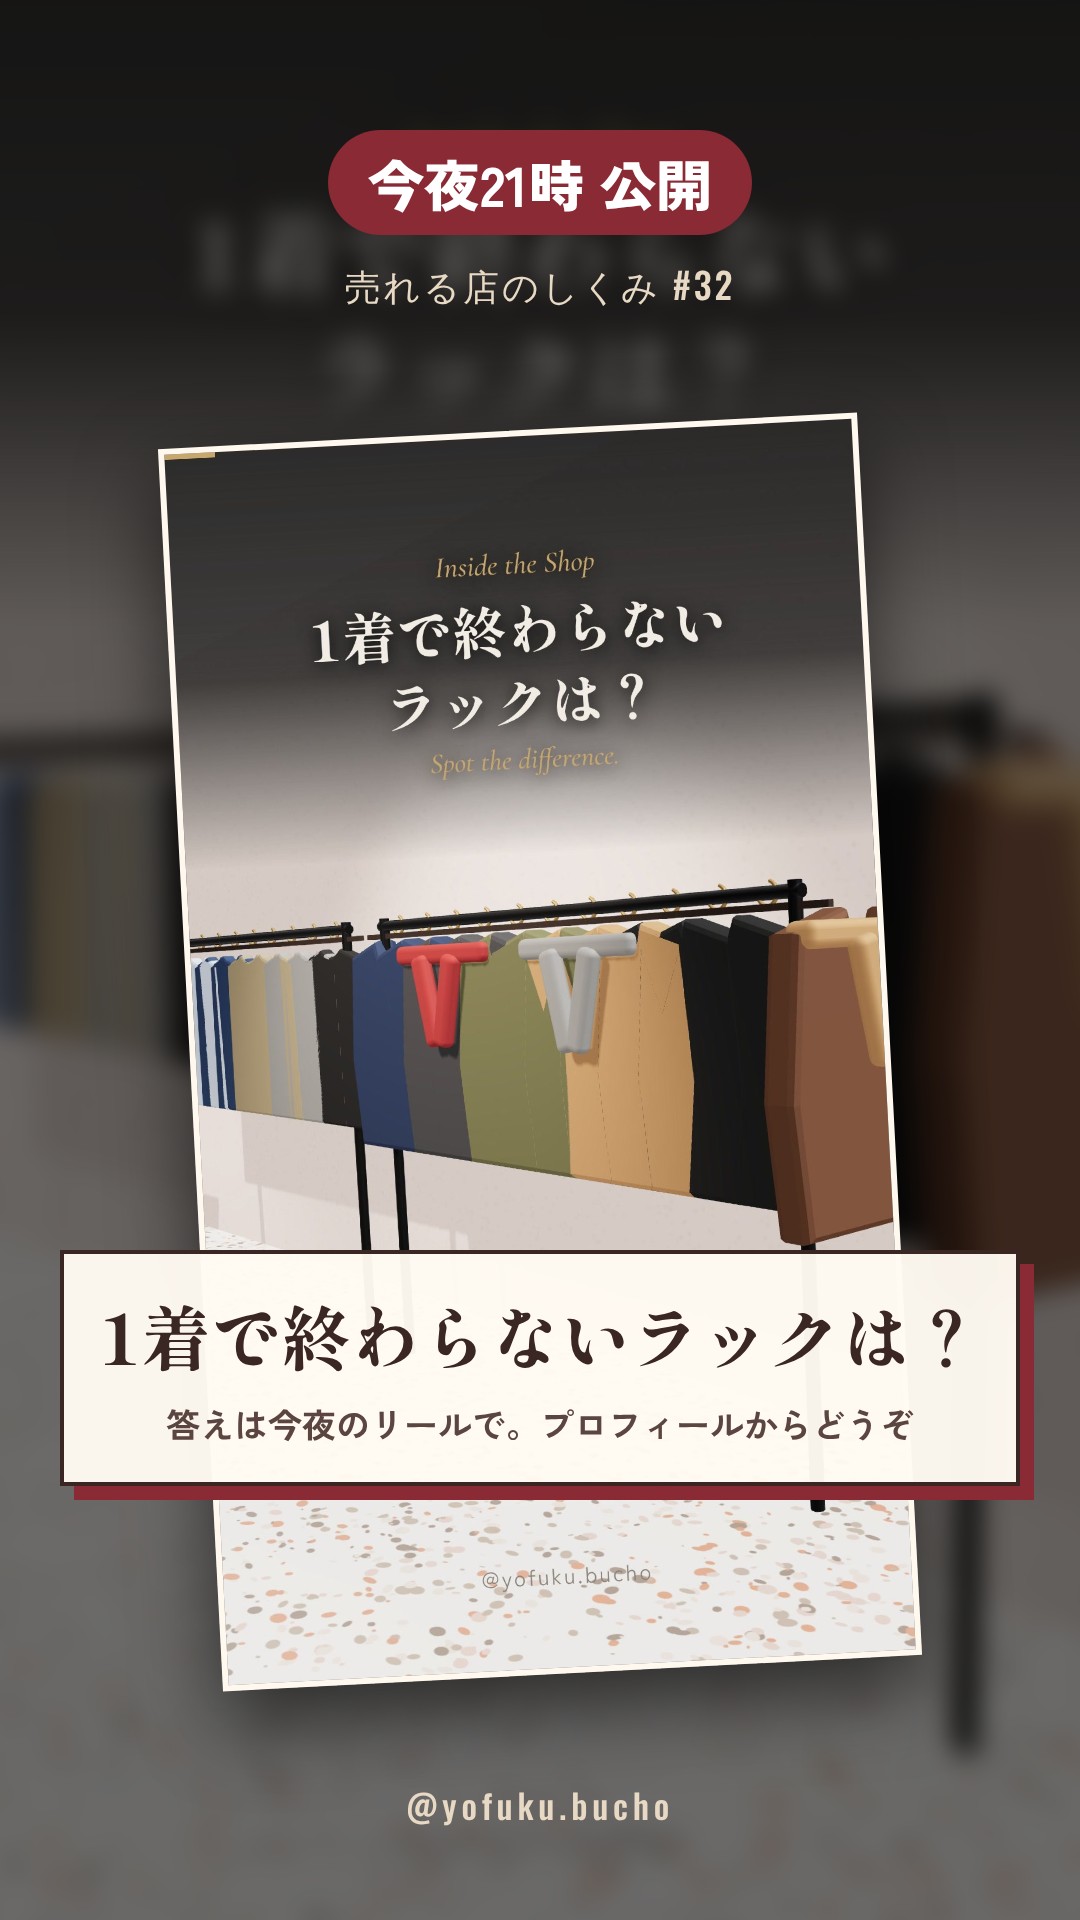 今夜21時 公開
売れる店のしくみ #32
Inside the Shop
1着で終わらない
ラックは？
Spot the difference.
1着で終わらないラックは？
答えは今夜のリールで。プロフィールからどうぞ
@yofuku.bucho
@yofuku.bucho